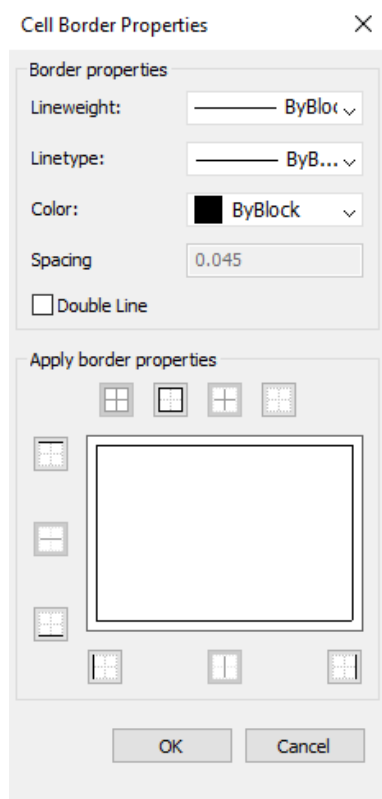 Cell Border Properties
Border properties
Lineweight: ByBloc
Linetype: ByB...
Color: ByBlock
Spacing 0.045
Double Line
Apply border properties
OK Cancel